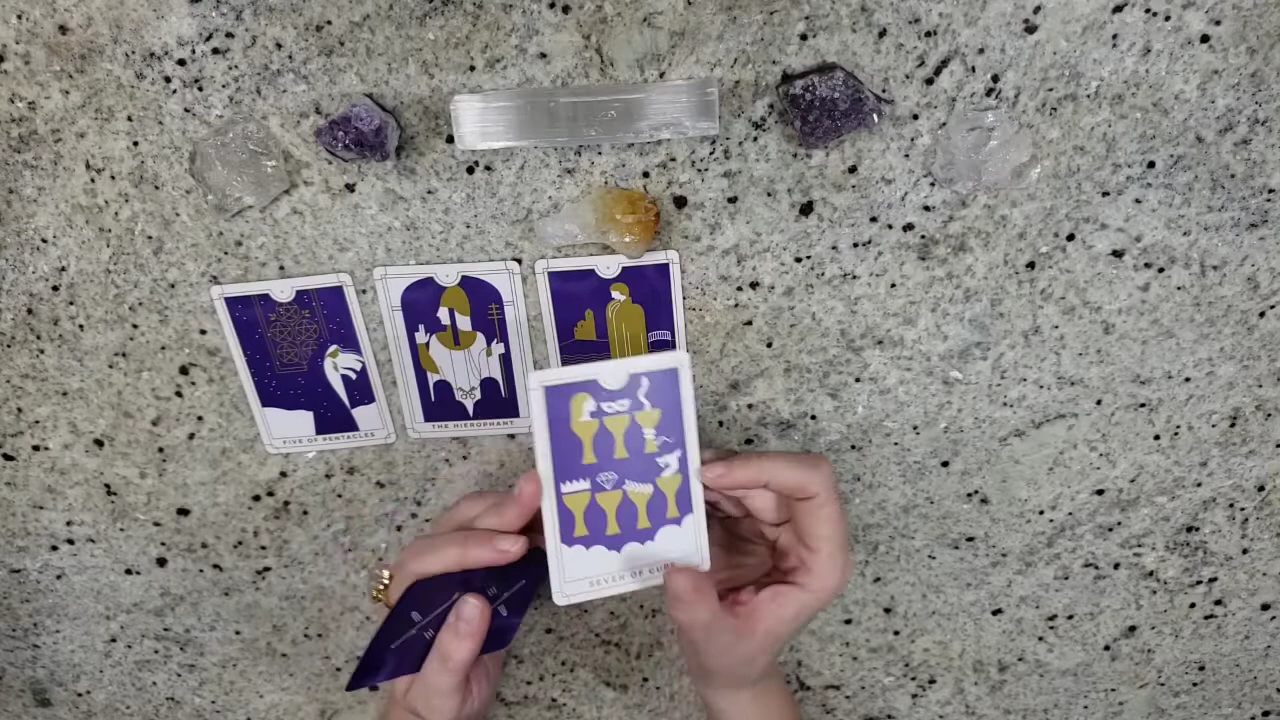 FIVE OF PENTACLES
THE HIEROPHANT
SEVEN OF CUPS